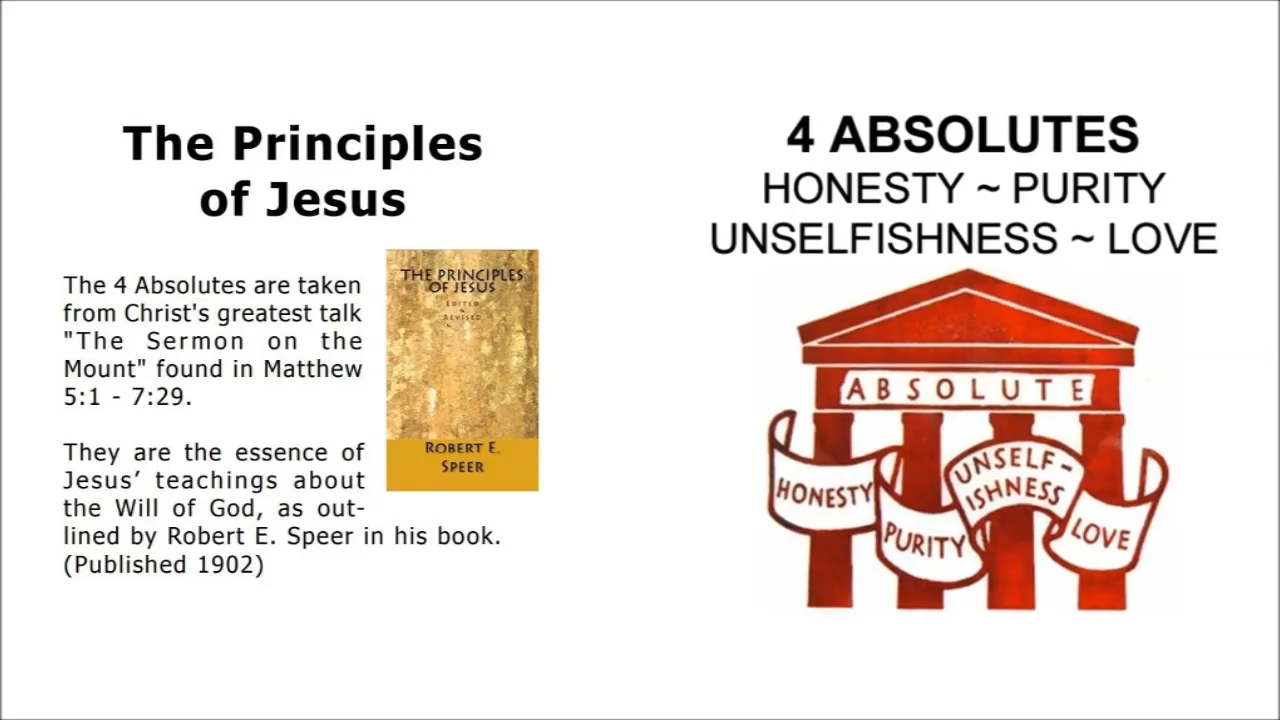 The Principles
of Jesus
The 4 Absolutes are taken
from Christ's greatest talk
"The Sermon on the
Mount" found in Matthew
5:1 - 7:29.
They are the essence of
Jesus’ teachings about
the Will of God, as out-
lined by Robert E. Speer in his book.
(Published 1902)
THE PRINCIPLES
OF JESUS
EDITED
&
REVISED
ROBERT E.
SPEER
4 ABSOLUTES
HONESTY ~ PURITY
UNSELFISHNESS ~ LOVE
ABSOLUTE
HONESTY
PURITY
UNSELF-
ISHNESS
LOVE